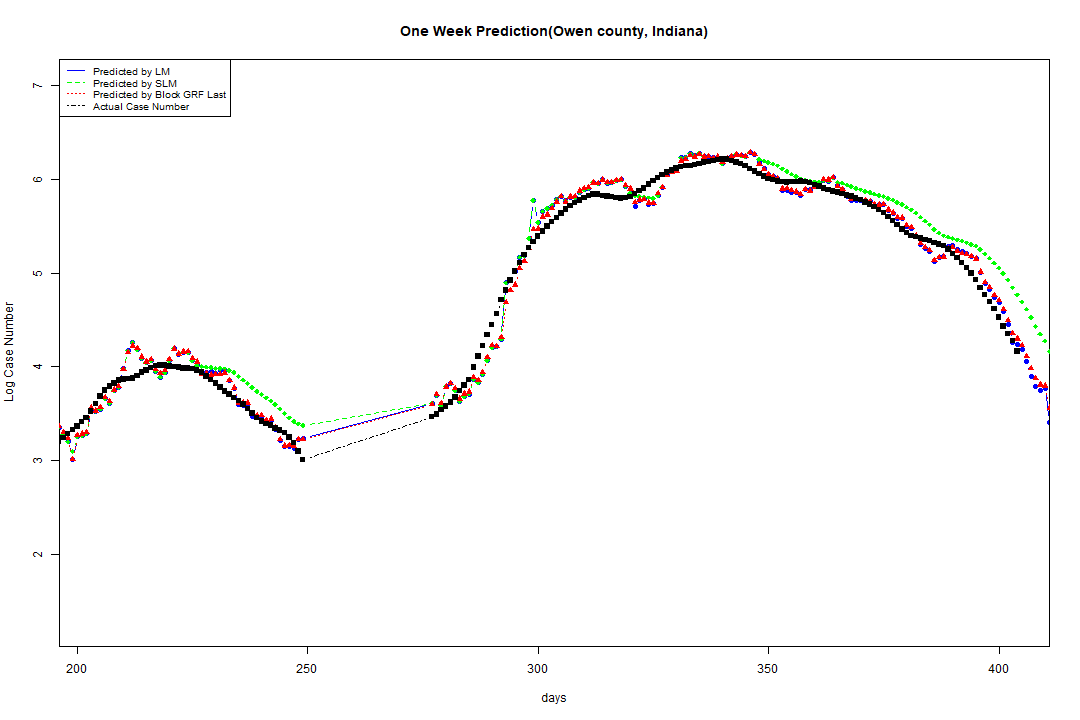 One Week Prediction(Owen county, Indiana)
Predicted by LM
Predicted by SLM
Predicted by Block GRF Last
Actual Case Number
7
6
5
4
3
2
Log Case Number
200 250 300 350 400
days